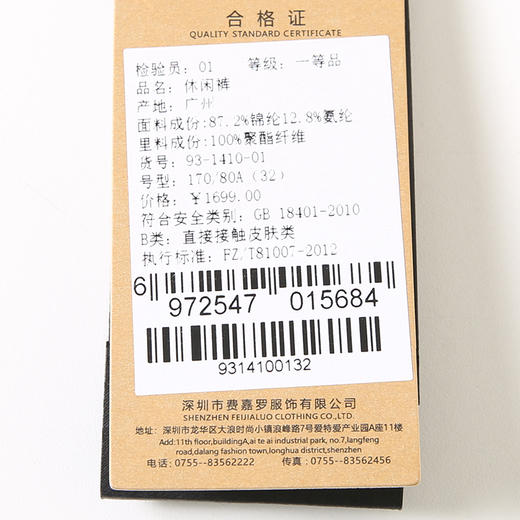 合格证
QUALITY STANDARD CERTIFICATE
检验员: 01 等级: 一等品
品名: 休闲裤
产地: 广州
面料成份:87.2%锦纶12.8%氨纶
里料成份:100%聚酯纤维
货号: 93-1410-01
号型: 170/80A (32)
价格: ¥1699.00
符合安全类别: GB 18401-2010
B类: 直接接触皮肤类
执行标准: FZ/T81007-2012
6 972547 015684
9314100132
深圳市费嘉罗服饰有限公司
SHENZHEN FEIJIALUO CLOTHING CO.,LTD.
地址: 深圳市龙华区大浪时尚小镇浪峰路7号爱特爱产业园A座11楼
Add:11th floor,buildingA,ai te ai industrial park, no.7,langfeng
road,dalang fashion town,longhua district,shenzhen
电话: 0755--83562222 传真: 0755--83562456